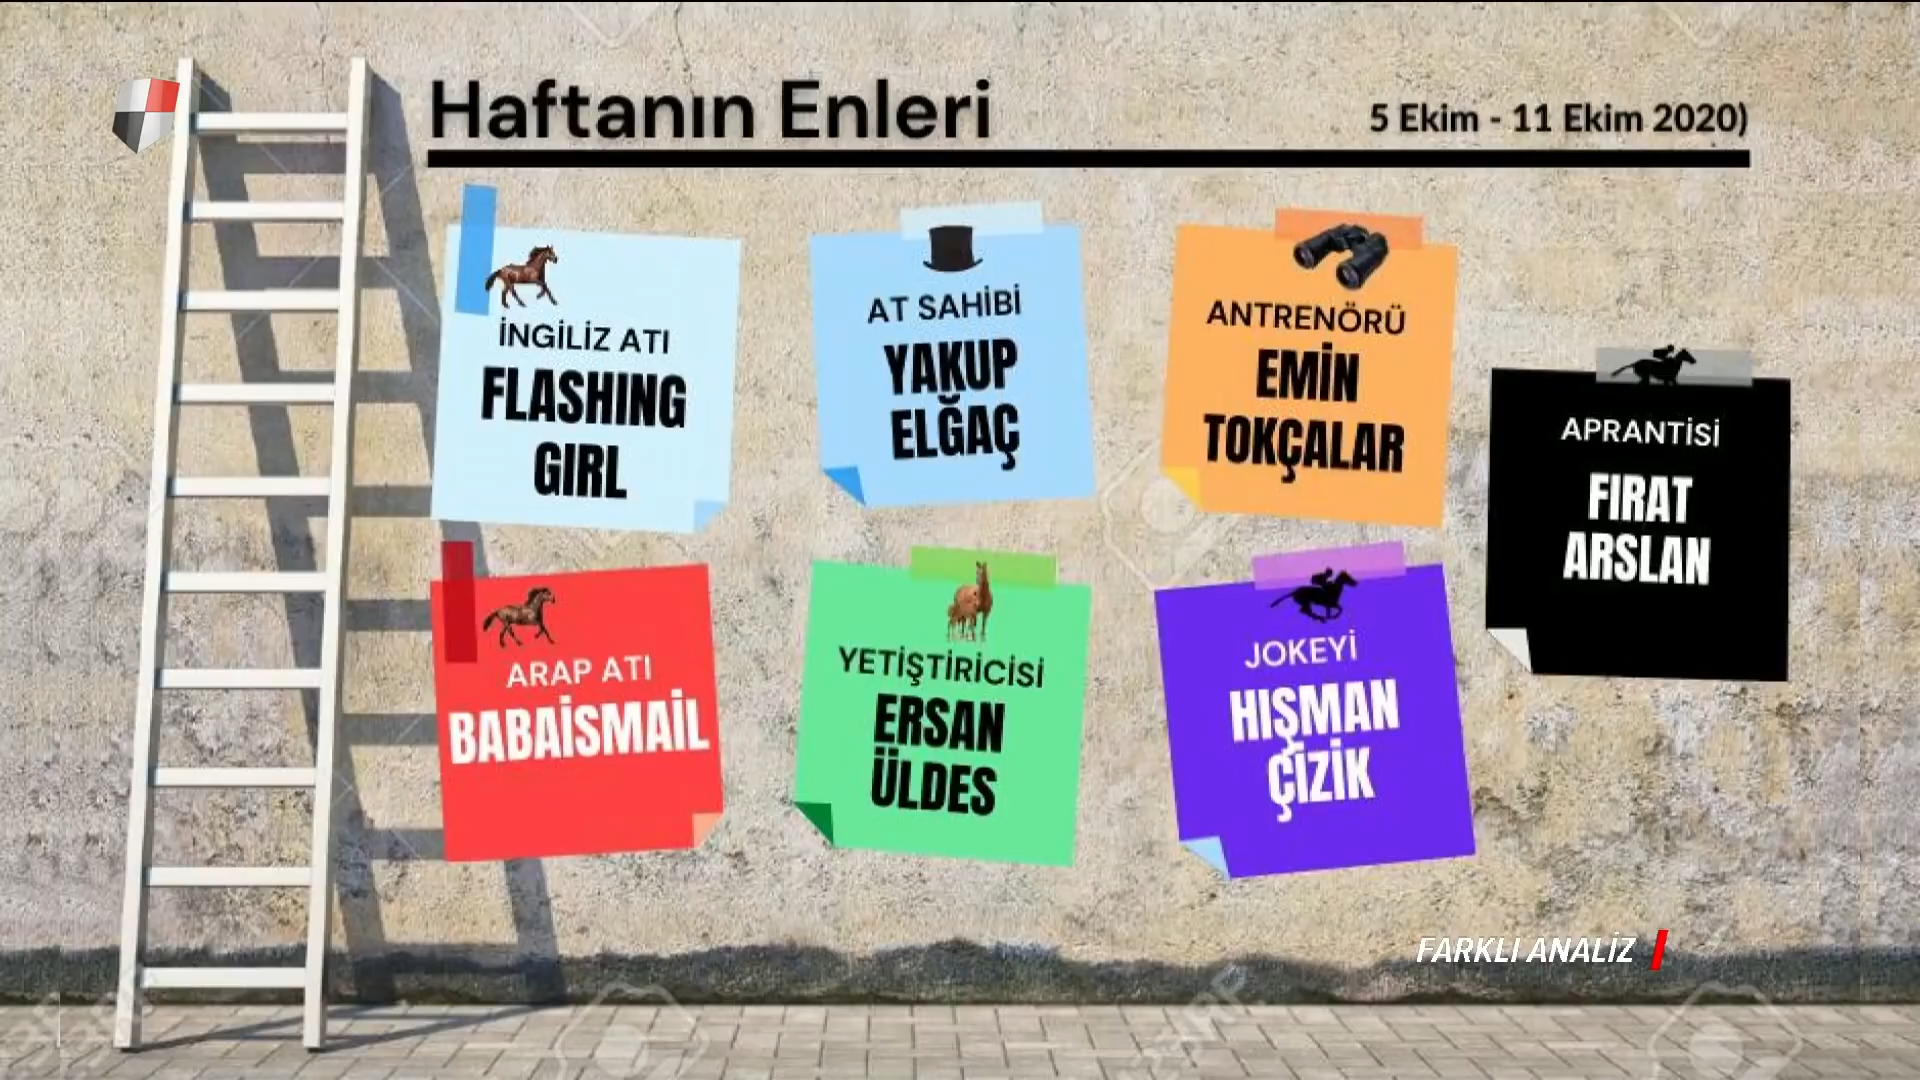 Haftanın Enleri
5 Ekim - 11 Ekim 2020)
İNGİLİZ ATI
FLASHING
GIRL
AT SAHİBİ
YAKUP
ELĞAÇ
ANTRENÖRÜ
EMİN
TOKÇALAR
APRANTİSİ
FIRAT
ARSLAN
ARAP ATI
BABAİSMAİL
YETİŞTİRİCİSİ
ERSAN
ÜLDES
JOKEYİ
HIŞMAN
ÇİZİK
FARKLI ANALİZ